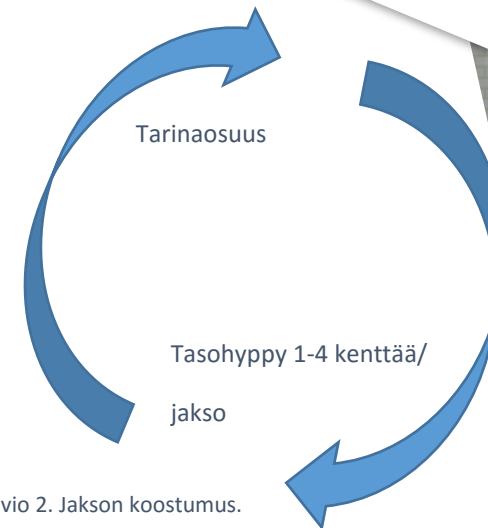 Tarinaosuus
Tasohyppy 1-4 kenttää/
jakso
vio 2. Jakson koostumus.